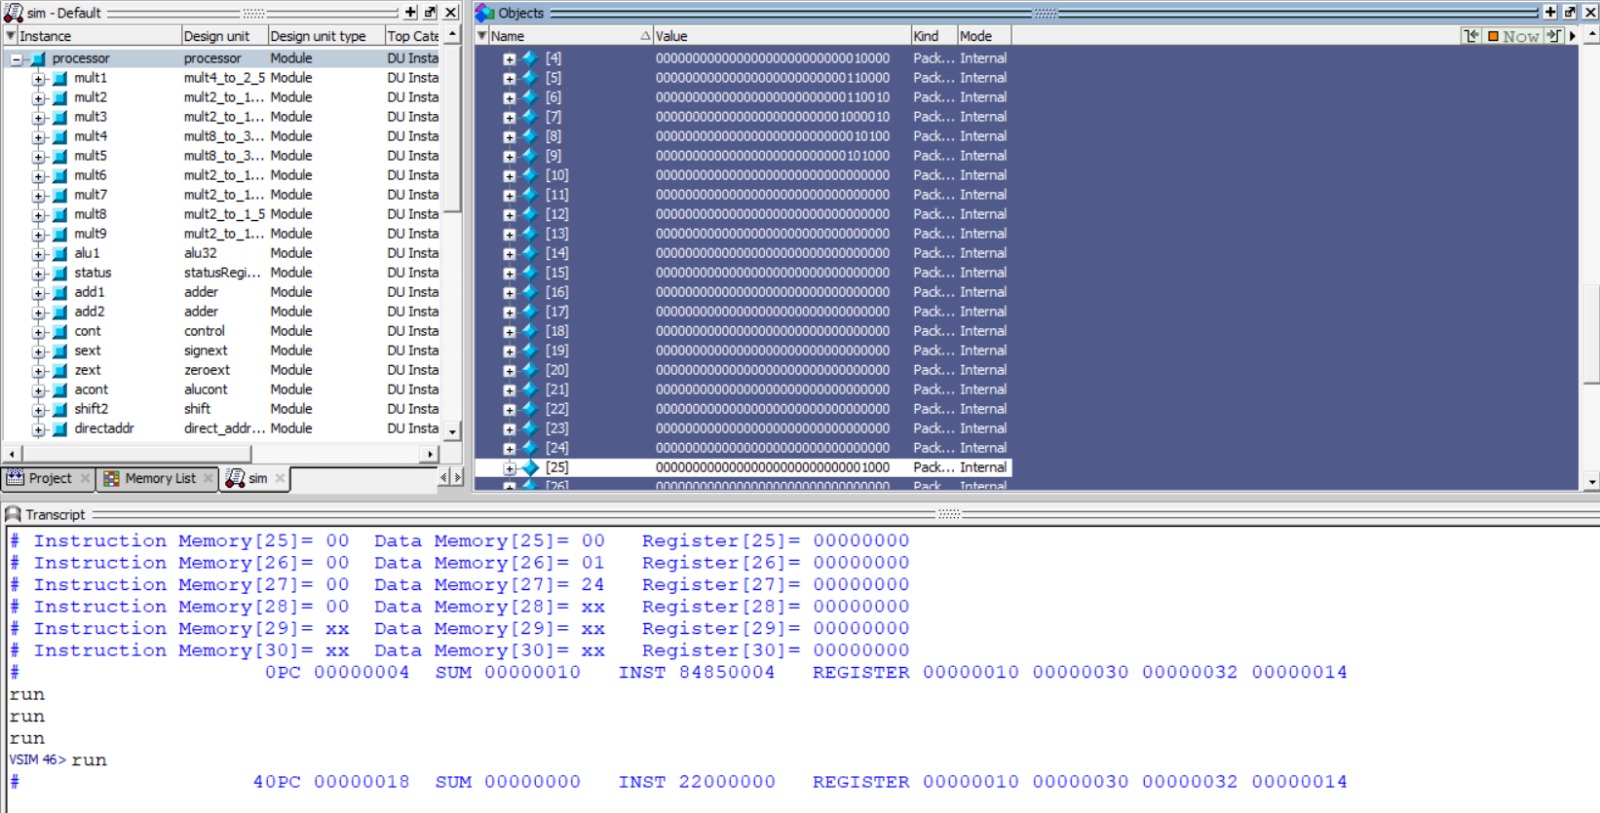 sim - Default
Instance Design unit Design unit type Top Cate
processor processor Module DU Insta
mult1 mult4_to_2_5 Module DU Insta
mult2 mult2_to_1... Module DU Insta
mult3 mult2_to_1... Module DU Insta
mult4 mult8_to_3... Module DU Insta
mult5 mult8_to_3... Module DU Insta
mult6 mult2_to_1... Module DU Insta
mult7 mult2_to_1... Module DU Insta
mult8 mult2_to_1_5 Module DU Insta
mult9 mult2_to_1... Module DU Insta
alu1 alu32 Module DU Insta
status statusRegi... Module DU Insta
add1 adder Module DU Insta
add2 adder Module DU Insta
cont control Module DU Insta
sext signext Module DU Insta
zext zeroext Module DU Insta
acont alucont Module DU Insta
shift2 shift Module DU Insta
directaddr direct_addr... Module DU Insta
Project Memory List sim
Objects
Name Value Kind Mode Now
[4] 00000000000000000000000000010000 Pack... Internal
[5] 00000000000000000000000000110000 Pack... Internal
[6] 00000000000000000000000000110010 Pack... Internal
[7] 00000000000000000000000001000010 Pack... Internal
[8] 00000000000000000000000000010100 Pack... Internal
[9] 00000000000000000000000000101000 Pack... Internal
[10] 00000000000000000000000000000000 Pack... Internal
[11] 00000000000000000000000000000000 Pack... Internal
[12] 00000000000000000000000000000000 Pack... Internal
[13] 00000000000000000000000000000000 Pack... Internal
[14] 00000000000000000000000000000000 Pack... Internal
[15] 00000000000000000000000000000000 Pack... Internal
[16] 00000000000000000000000000000000 Pack... Internal
[17] 00000000000000000000000000000000 Pack... Internal
[18] 00000000000000000000000000000000 Pack... Internal
[19] 00000000000000000000000000000000 Pack... Internal
[20] 00000000000000000000000000000000 Pack... Internal
[21] 00000000000000000000000000000000 Pack... Internal
[22] 00000000000000000000000000000000 Pack... Internal
[23] 00000000000000000000000000000000 Pack... Internal
[24] 00000000000000000000000000000000 Pack... Internal
[25] 00000000000000000000000000001000 Pack... Internal
[26] 00000000000000000000000000000000 Pack Internal
Transcript
# Instruction Memory[25]= 00 Data Memory[25]= 00 Register[25]= 00000000
# Instruction Memory[26]= 00 Data Memory[26]= 01 Register[26]= 00000000
# Instruction Memory[27]= 00 Data Memory[27]= 24 Register[27]= 00000000
# Instruction Memory[28]= 00 Data Memory[28]= xx Register[28]= 00000000
# Instruction Memory[29]= xx Data Memory[29]= xx Register[29]= 00000000
# Instruction Memory[30]= xx Data Memory[30]= xx Register[30]= 00000000
# 0PC 00000004 SUM 00000010 INST 84850004 REGISTER 00000010 00000030 00000032 00000014
run
run
run
VSIM 46> run
# 40PC 00000018 SUM 00000000 INST 22000000 REGISTER 00000010 00000030 00000032 00000014